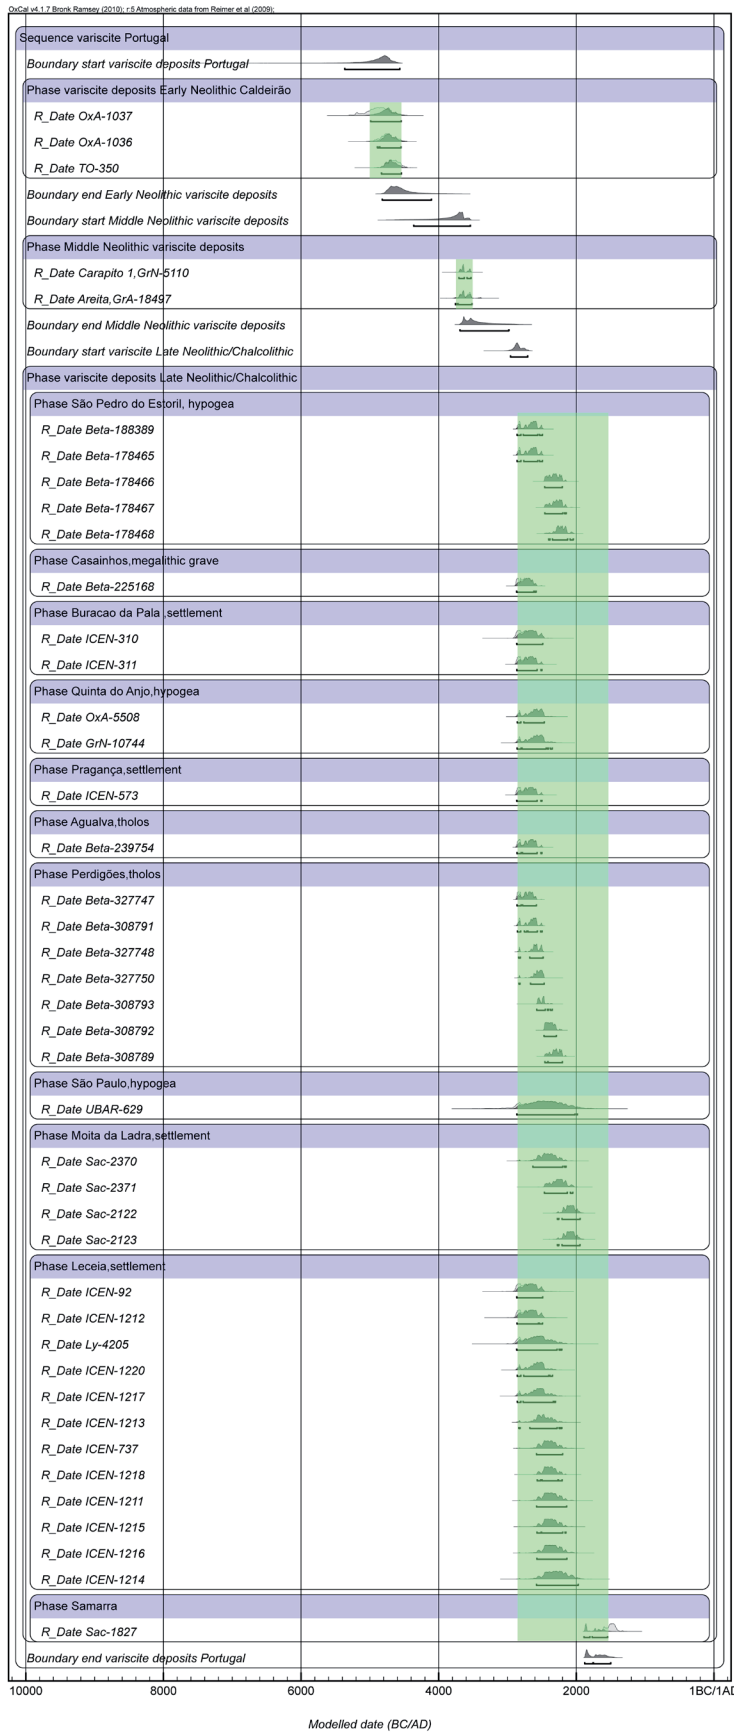 OxCal v4.1.7 Bronk Ramsey (2010); r:5 Atmospheric data from Reimer et al (2009);
Sequence variscite Portugal
Boundary start variscite deposits Portugal
Phase variscite deposits Early Neolithic Caldeirão
R_Date OxA-1037
R_Date OxA-1036
R_Date TO-350
Boundary end Early Neolithic variscite deposits
Boundary start Middle Neolithic variscite deposits
Phase Middle Neolithic variscite deposits
R_Date Carapito 1,GrN-5110
R_Date Areita,GrA-18497
Boundary end Middle Neolithic variscite deposits
Boundary start variscite Late Neolithic/Chalcolithic
Phase variscite deposits Late Neolithic/Chalcolithic
Phase São Pedro do Estoril, hypogea
R_Date Beta-188389
R_Date Beta-178465
R_Date Beta-178466
R_Date Beta-178467
R_Date Beta-178468
Phase Casainhos,megalithic grave
R_Date Beta-225168
Phase Buracao da Pala ,settlement
R_Date ICEN-310
R_Date ICEN-311
Phase Quinta do Anjo,hypogea
R_Date OxA-5508
R_Date GrN-10744
Phase Pragança,settlement
R_Date ICEN-573
Phase Agualva,tholos
R_Date Beta-239754
Phase Perdigões,tholos
R_Date Beta-327747
R_Date Beta-308791
R_Date Beta-327748
R_Date Beta-327750
R_Date Beta-308793
R_Date Beta-308792
R_Date Beta-308789
Phase São Paulo,hypogea
R_Date UBAR-629
Phase Moita da Ladra,settlement
R_Date Sac-2370
R_Date Sac-2371
R_Date Sac-2122
R_Date Sac-2123
Phase Leceia,settlement
R_Date ICEN-92
R_Date ICEN-1212
R_Date Ly-4205
R_Date ICEN-1220
R_Date ICEN-1217
R_Date ICEN-1213
R_Date ICEN-737
R_Date ICEN-1218
R_Date ICEN-1211
R_Date ICEN-1215
R_Date ICEN-1216
R_Date ICEN-1214
Phase Samarra
R_Date Sac-1827
Boundary end variscite deposits Portugal
10000 8000 6000 4000 2000 1BC/1AD
Modelled date (BC/AD)